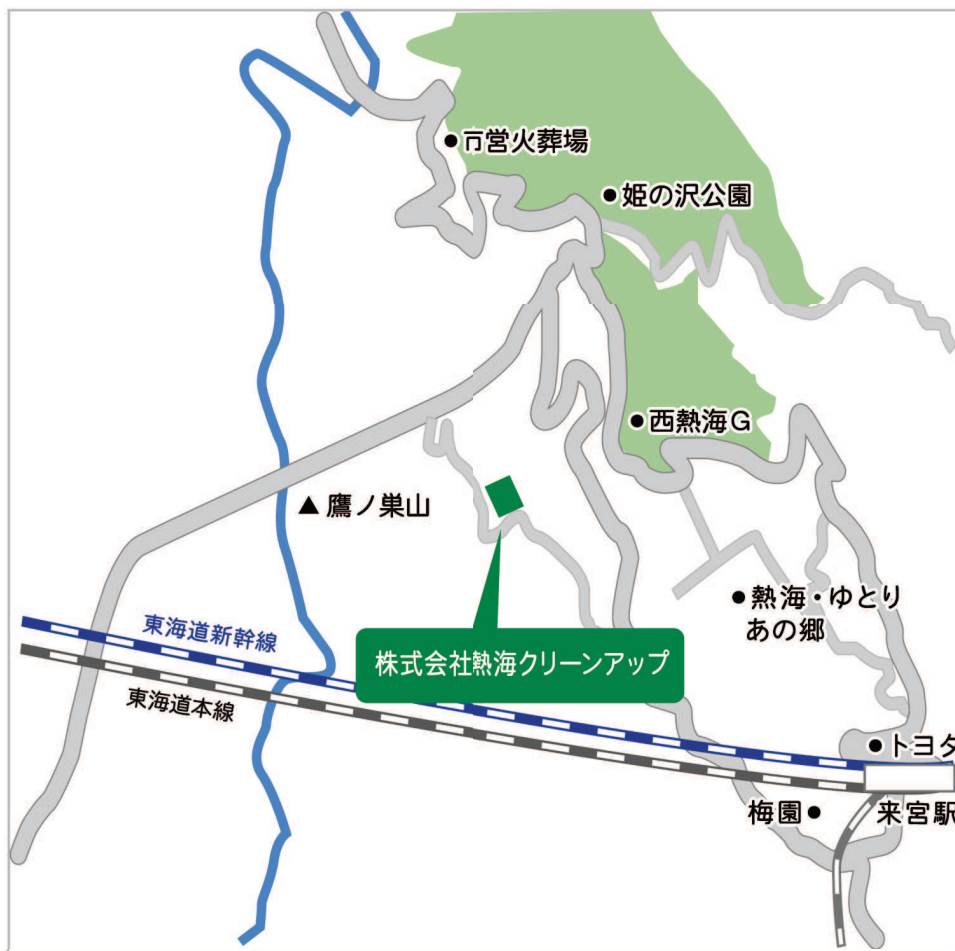 市営火葬場
姫の沢公園
西熱海G
▲鷹ノ巣山
熱海・ゆとり
あの郷
東海道新幹線
株式会社熱海クリーンアップ
東海道本線
トヨタ
梅園
来宮駅